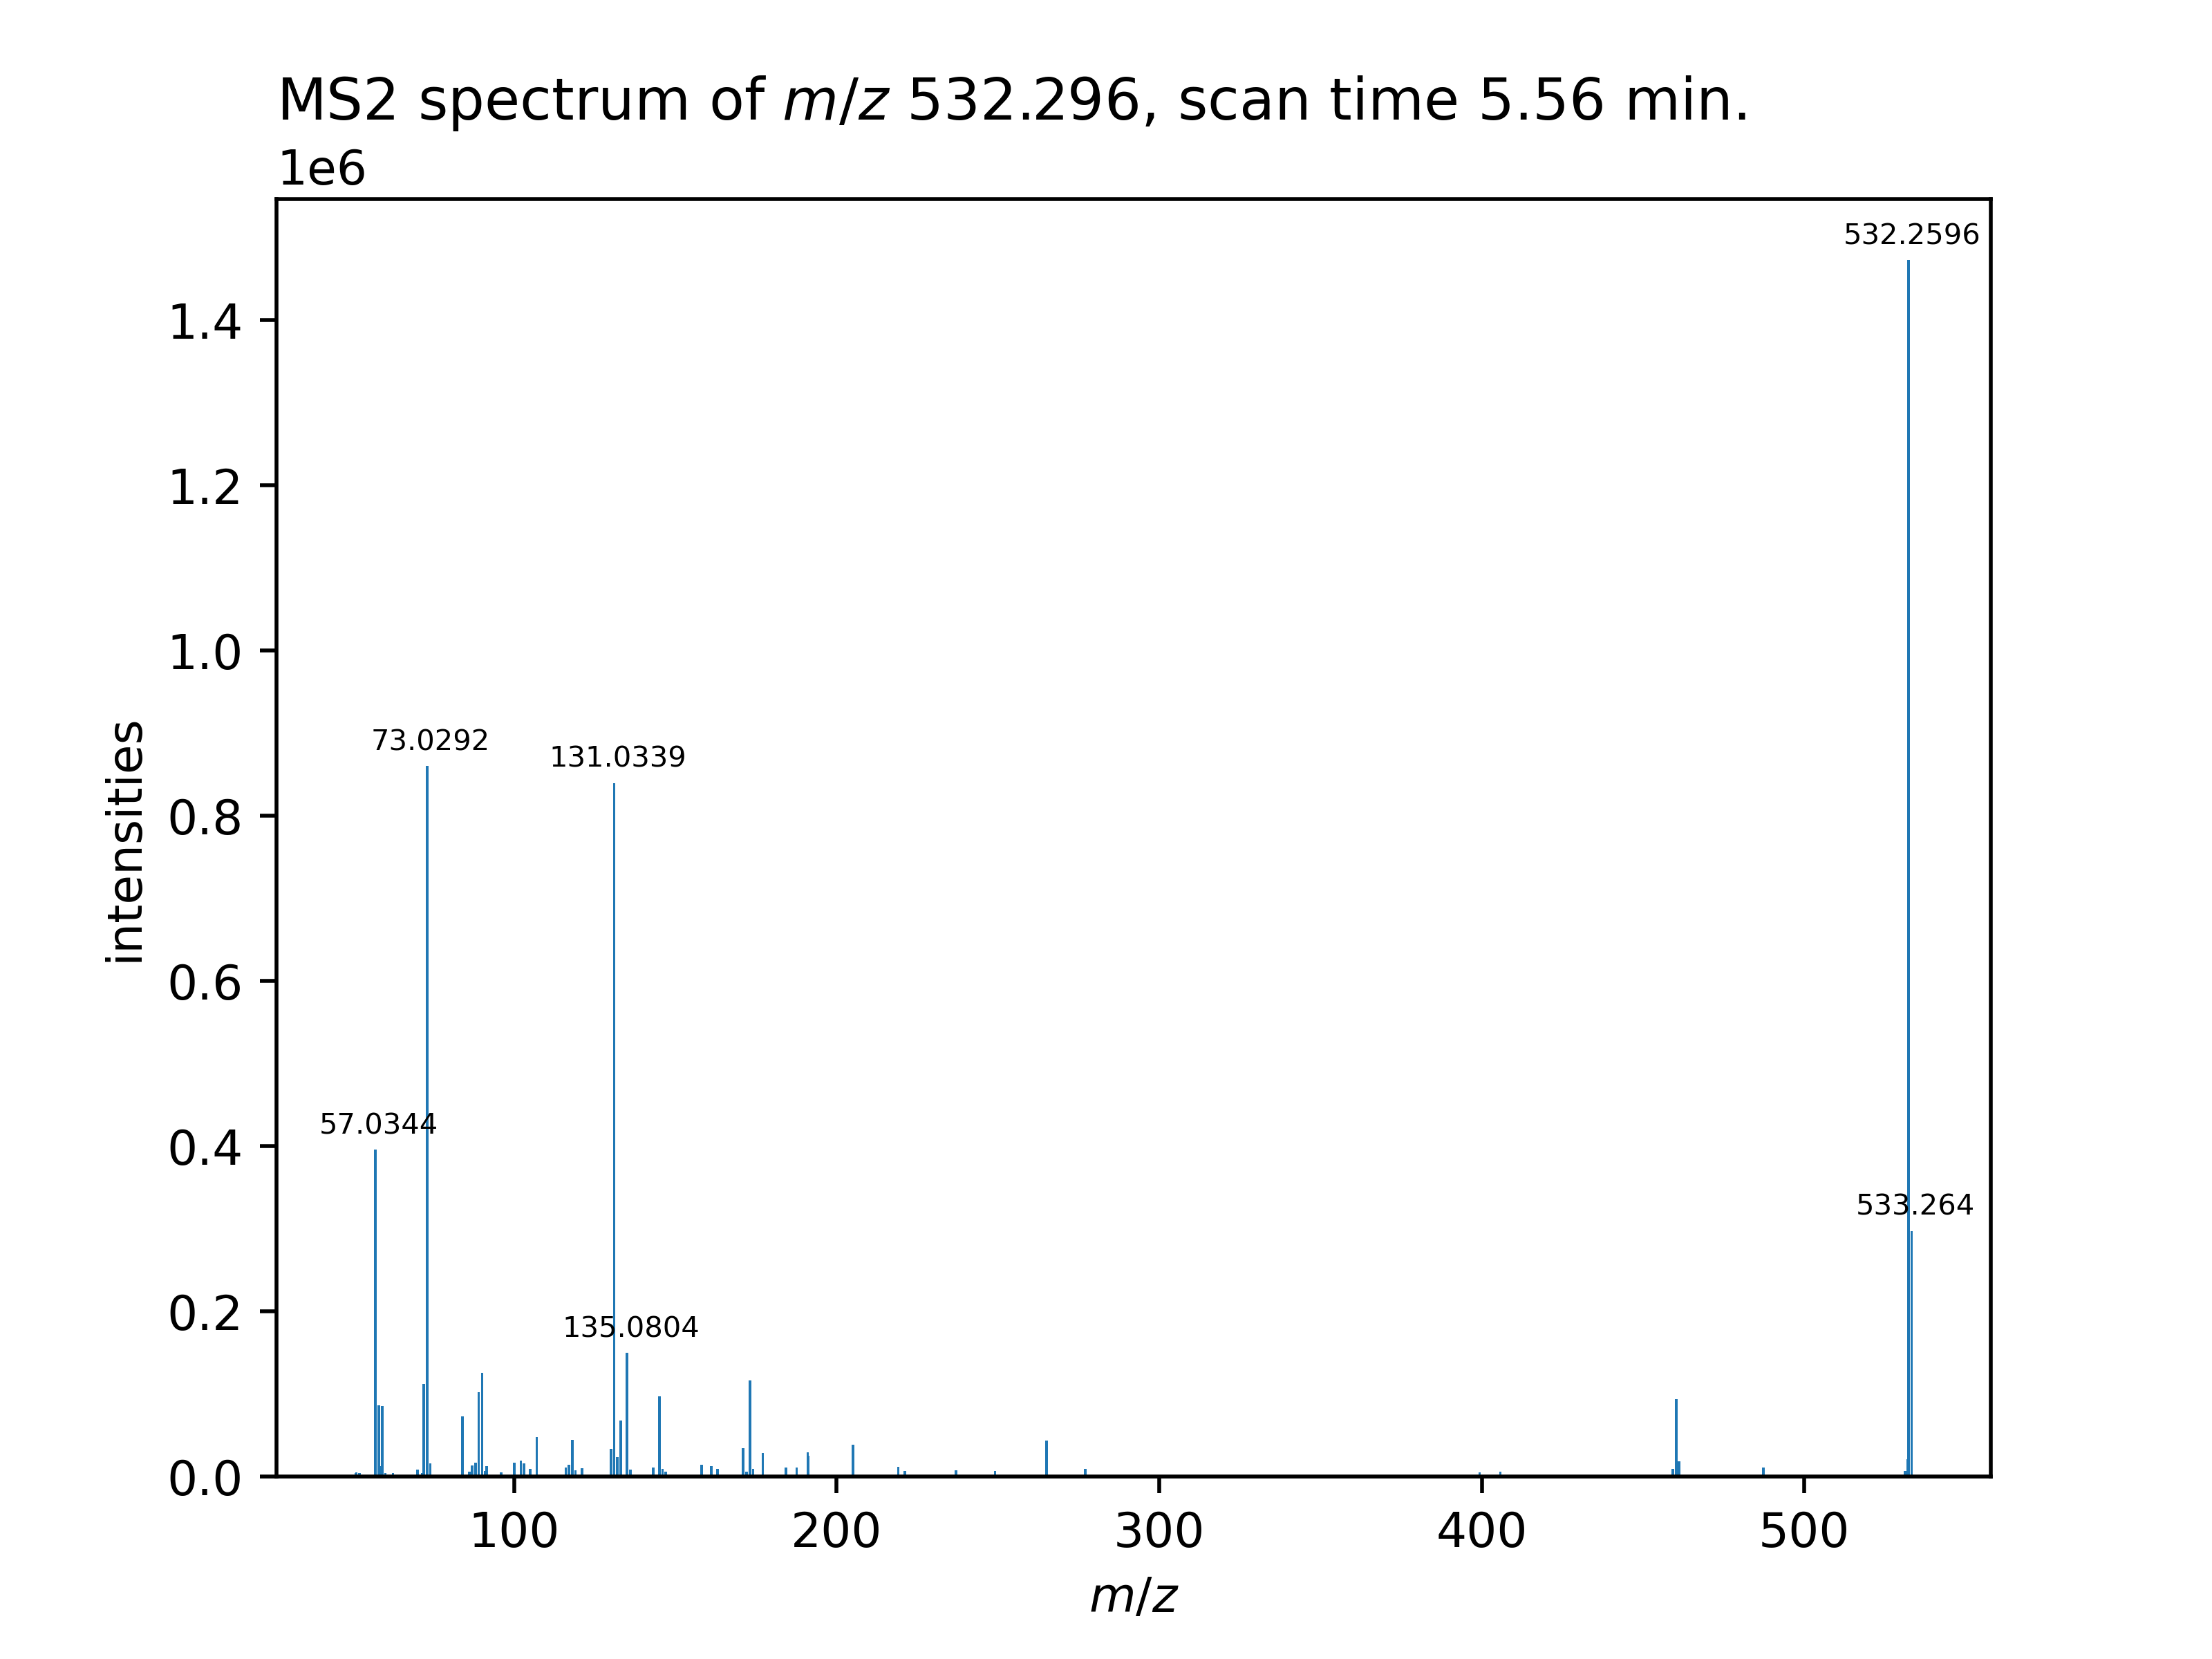 MS2 spectrum of m/z 532.296, scan time 5.56 min.
1e6
532.2596
1.4
1.2
1.0
73.0292
131.0339
0.8
intensities
0.6
57.0344
0.4
533.264
135.0804
0.2
0.0
100 200 300 400 500
m/z